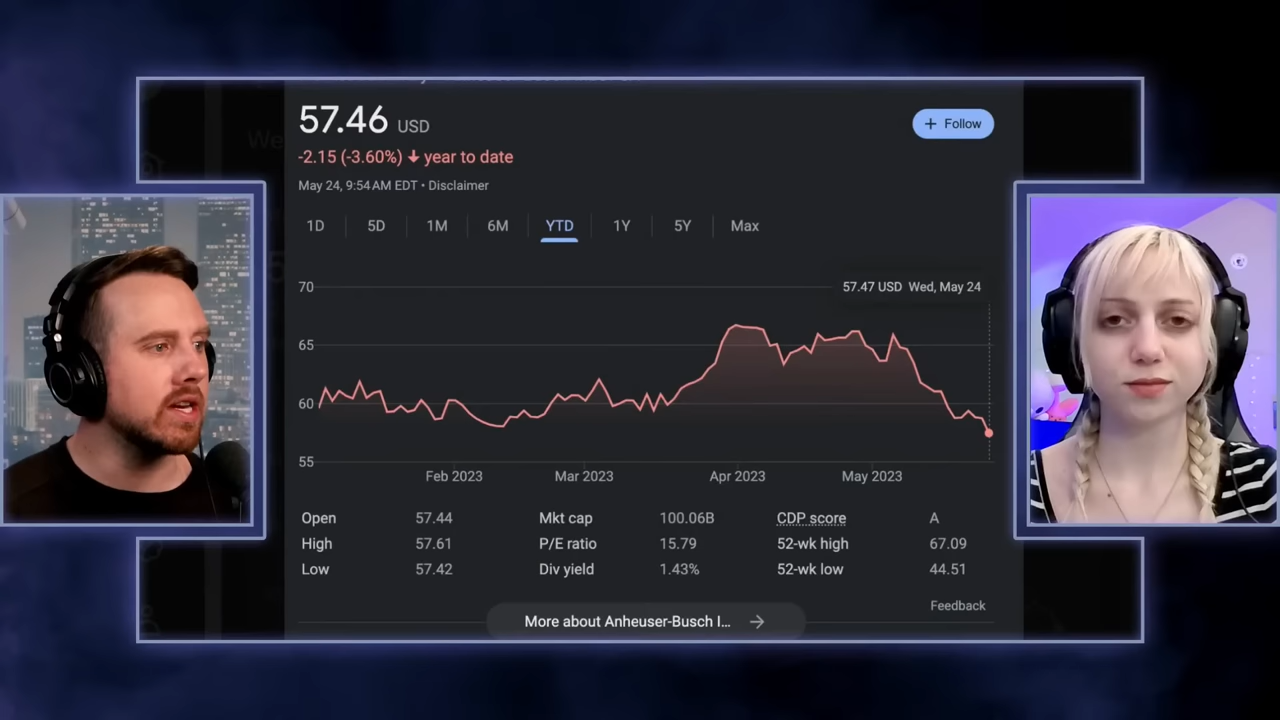 57.46 USD
+ Follow
-2.15 (-3.60%) ↓ year to date
May 24, 9:54 AM EDT • Disclaimer
1D 5D 1M 6M YTD 1Y 5Y Max
57.47 USD Wed, May 24
70
65
60
55
Feb 2023 Mar 2023 Apr 2023 May 2023
Open 57.44 Mkt cap 100.06B CDP score A
High 57.61 P/E ratio 15.79 52-wk high 67.09
Low 57.42 Div yield 1.43% 52-wk low 44.51
Feedback
More about Anheuser-Busch I... →